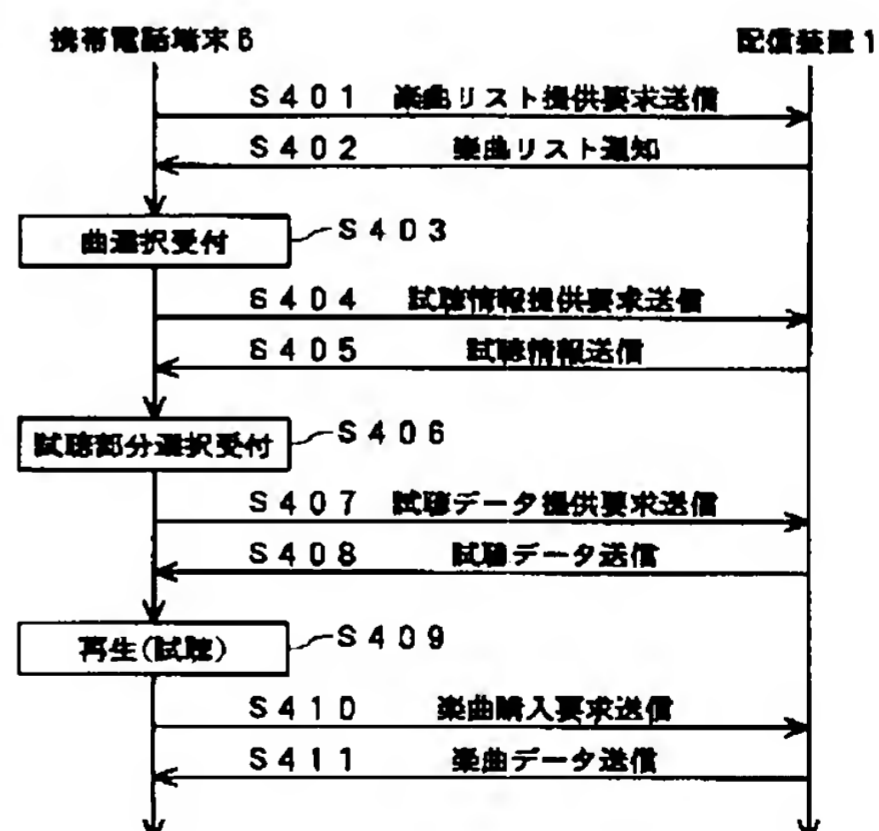 携帯電話端末6
配信装置1
S401 楽曲リスト提供要求送信
S402 楽曲リスト通知
曲選択受付
S403
S404 試聴情報提供要求送信
S405 試聴情報送信
試聴部分選択受付
S406
S407 試聴データ提供要求送信
S408 試聴データ送信
再生(試聴)
S409
S410 楽曲購入要求送信
S411 楽曲データ送信